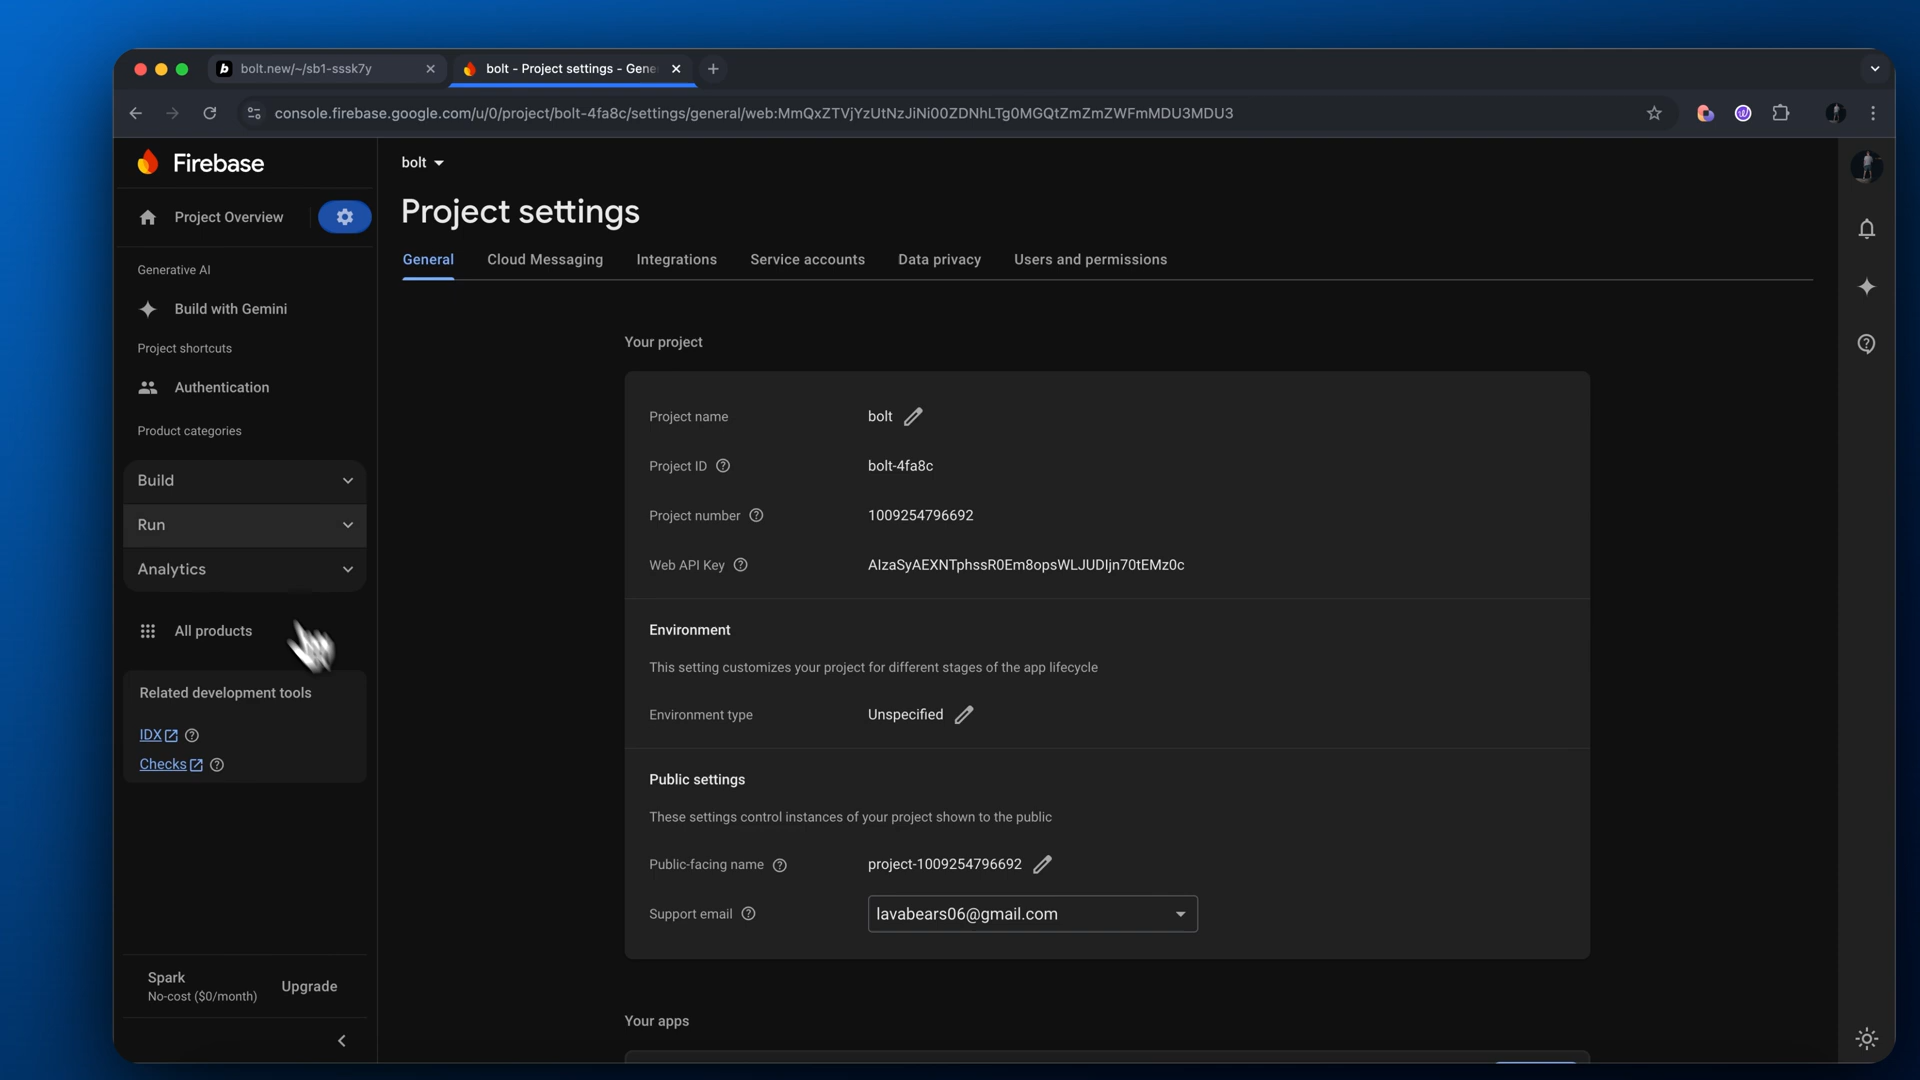 bolt.new/~/sb1-sssk7y
bolt - Project settings - Gene
console.firebase.google.com/u/0/project/bolt-4fa8c/settings/general/web:MmQxZTVjYzUtNzJiNi00ZDNhLTg0MGQtZmZmZWFmMDU3MDU3
Firebase
Project Overview
Generative AI
Build with Gemini
Project shortcuts
Authentication
Product categories
Build
Run
Analytics
All products
Related development tools
IDX
Checks
Spark
No-cost ($0/month)
Upgrade
bolt
Project settings
General
Cloud Messaging
Integrations
Service accounts
Data privacy
Users and permissions
Your project
Project name
bolt
Project ID
bolt-4fa8c
Project number
1009254796692
Web API Key
AIzaSyAEXNTphssR0Em8opsWLJUDIjn70tEMz0c
Environment
This setting customizes your project for different stages of the app lifecycle
Environment type
Unspecified
Public settings
These settings control instances of your project shown to the public
Public-facing name
project-1009254796692
Support email
lavabears06@gmail.com
Your apps